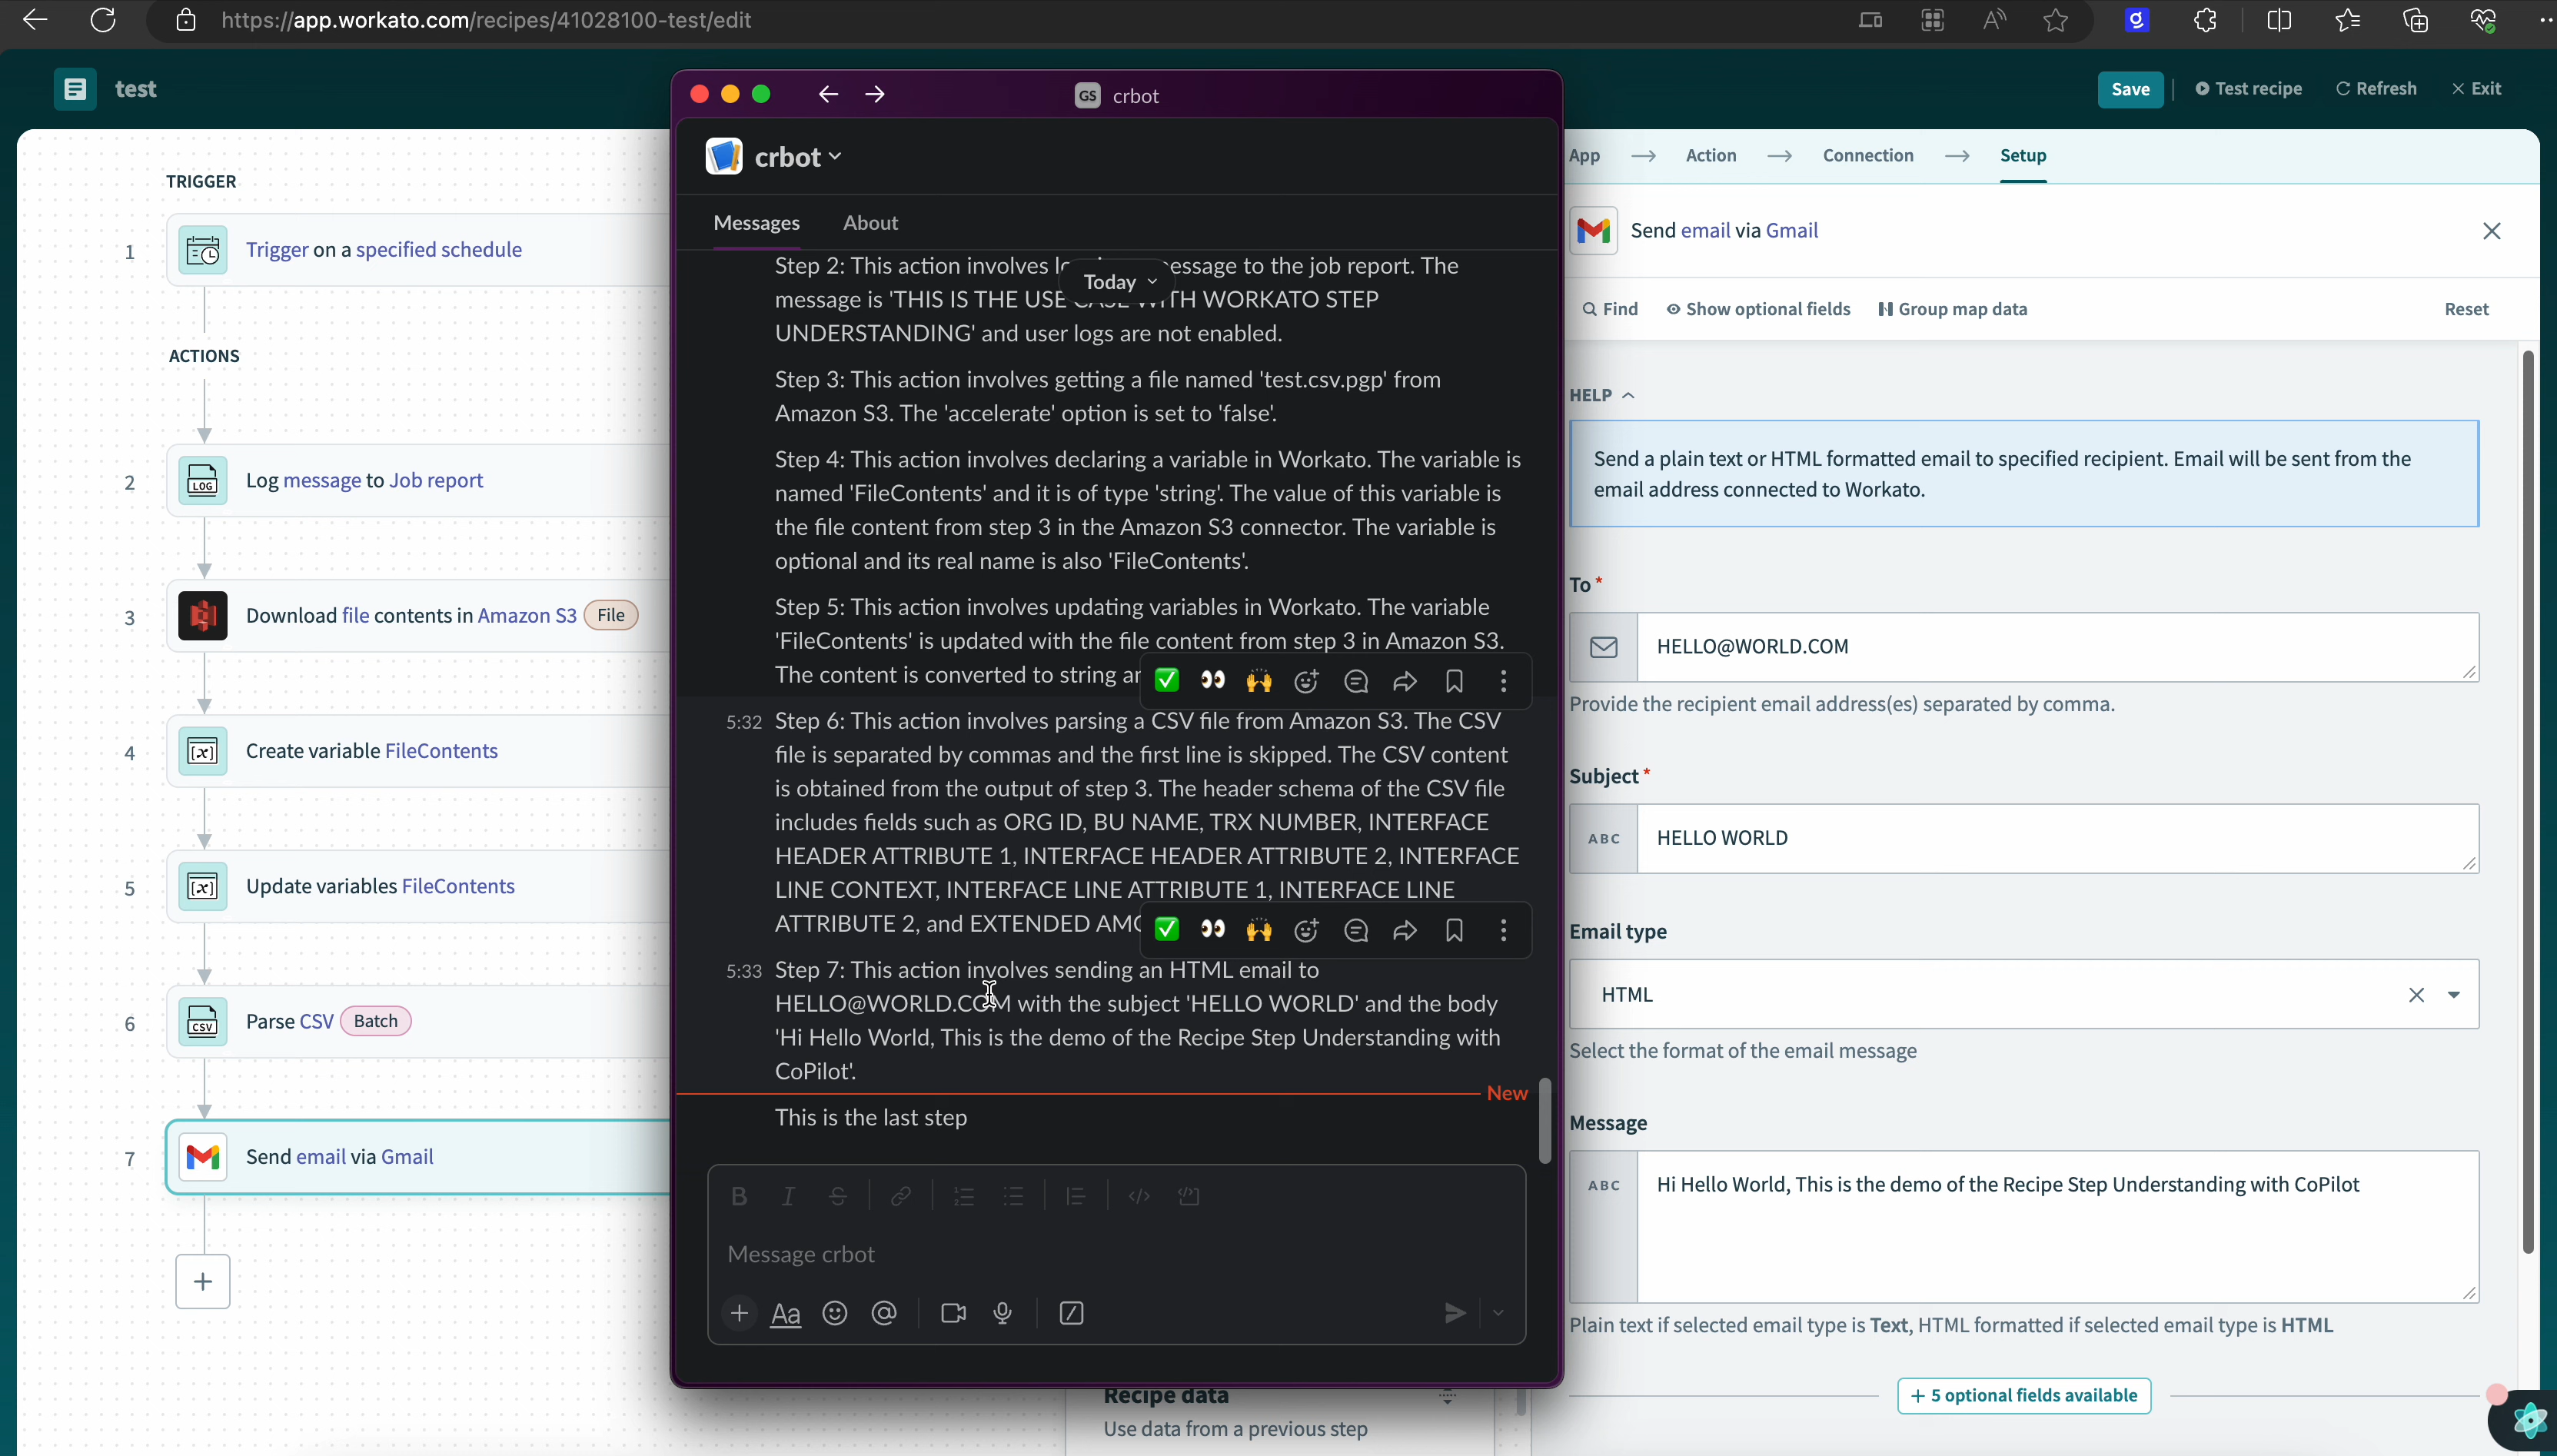 https://app.workato.com/recipes/41028100-test/edit
test
Save
Test recipe
Refresh
Exit
TRIGGER
1
Trigger on a specified schedule
ACTIONS
2
LOG
Log message to Job report
3
Download file contents in Amazon S3
File
4
[x]
Create variable FileContents
5
[x]
Update variables FileContents
6
CSV
Parse CSV
Batch
7
Send email via Gmail
GS crbot
crbot
Messages
About
Today
Step 2: This action involves message to the job report. The
message is 'THIS IS THE USE CASE WITH WORKATO STEP
UNDERSTANDING' and user logs are not enabled.
Step 3: This action involves getting a file named 'test.csv.pgp' from
Amazon S3. The 'accelerate' option is set to 'false'.
Step 4: This action involves declaring a variable in Workato. The variable is
named 'FileContents' and it is of type 'string'. The value of this variable is
the file content from step 3 in the Amazon S3 connector. The variable is
optional and its real name is also 'FileContents'.
Step 5: This action involves updating variables in Workato. The variable
'FileContents' is updated with the file content from step 3 in Amazon S3.
The content is converted to string
5:32
Step 6: This action involves parsing a CSV file from Amazon S3. The CSV
file is separated by commas and the first line is skipped. The CSV content
is obtained from the output of step 3. The header schema of the CSV file
includes fields such as ORG ID, BU NAME, TRX NUMBER, INTERFACE
HEADER ATTRIBUTE 1, INTERFACE HEADER ATTRIBUTE 2, INTERFACE
LINE CONTEXT, INTERFACE LINE ATTRIBUTE 1, INTERFACE LINE
ATTRIBUTE 2, and EXTENDED
5:33
Step 7: This action involves sending an HTML email to
HELLO@WORLD.COM with the subject 'HELLO WORLD' and the body
'Hi Hello World, This is the demo of the Recipe Step Understanding with
CoPilot'.
New
This is the last step
Message crbot
Aa
Recipe data
Use data from a previous step
App
Action
Connection
Setup
Send email via Gmail
Find
Show optional fields
Group map data
Reset
HELP
Send a plain text or HTML formatted email to specified recipient. Email will be sent from the
email address connected to Workato.
To *
HELLO@WORLD.COM
Provide the recipient email address(es) separated by comma.
Subject *
ABC
HELLO WORLD
Email type
HTML
Select the format of the email message
Message
ABC
Hi Hello World, This is the demo of the Recipe Step Understanding with CoPilot
Plain text if selected email type is Text, HTML formatted if selected email type is HTML
+ 5 optional fields available